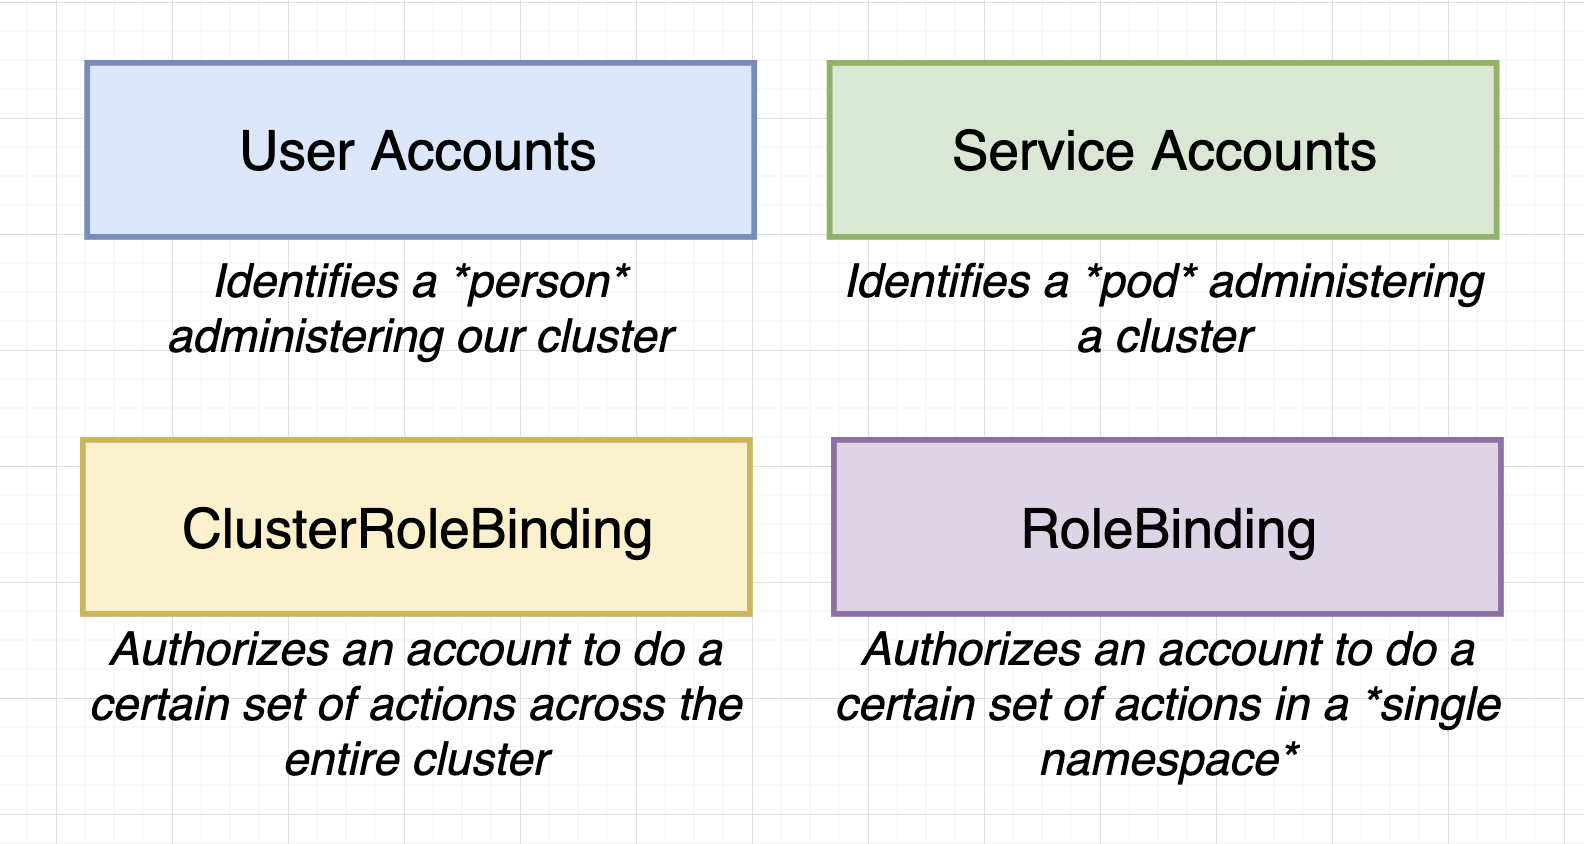 User Accounts
Service Accounts
Identifies a *person*
administering our cluster
Identifies a *pod* administering
a cluster
ClusterRoleBinding
RoleBinding
Authorizes an account to do a
certain set of actions across the
entire cluster
Authorizes an account to do a
certain set of actions in a *single
namespace*